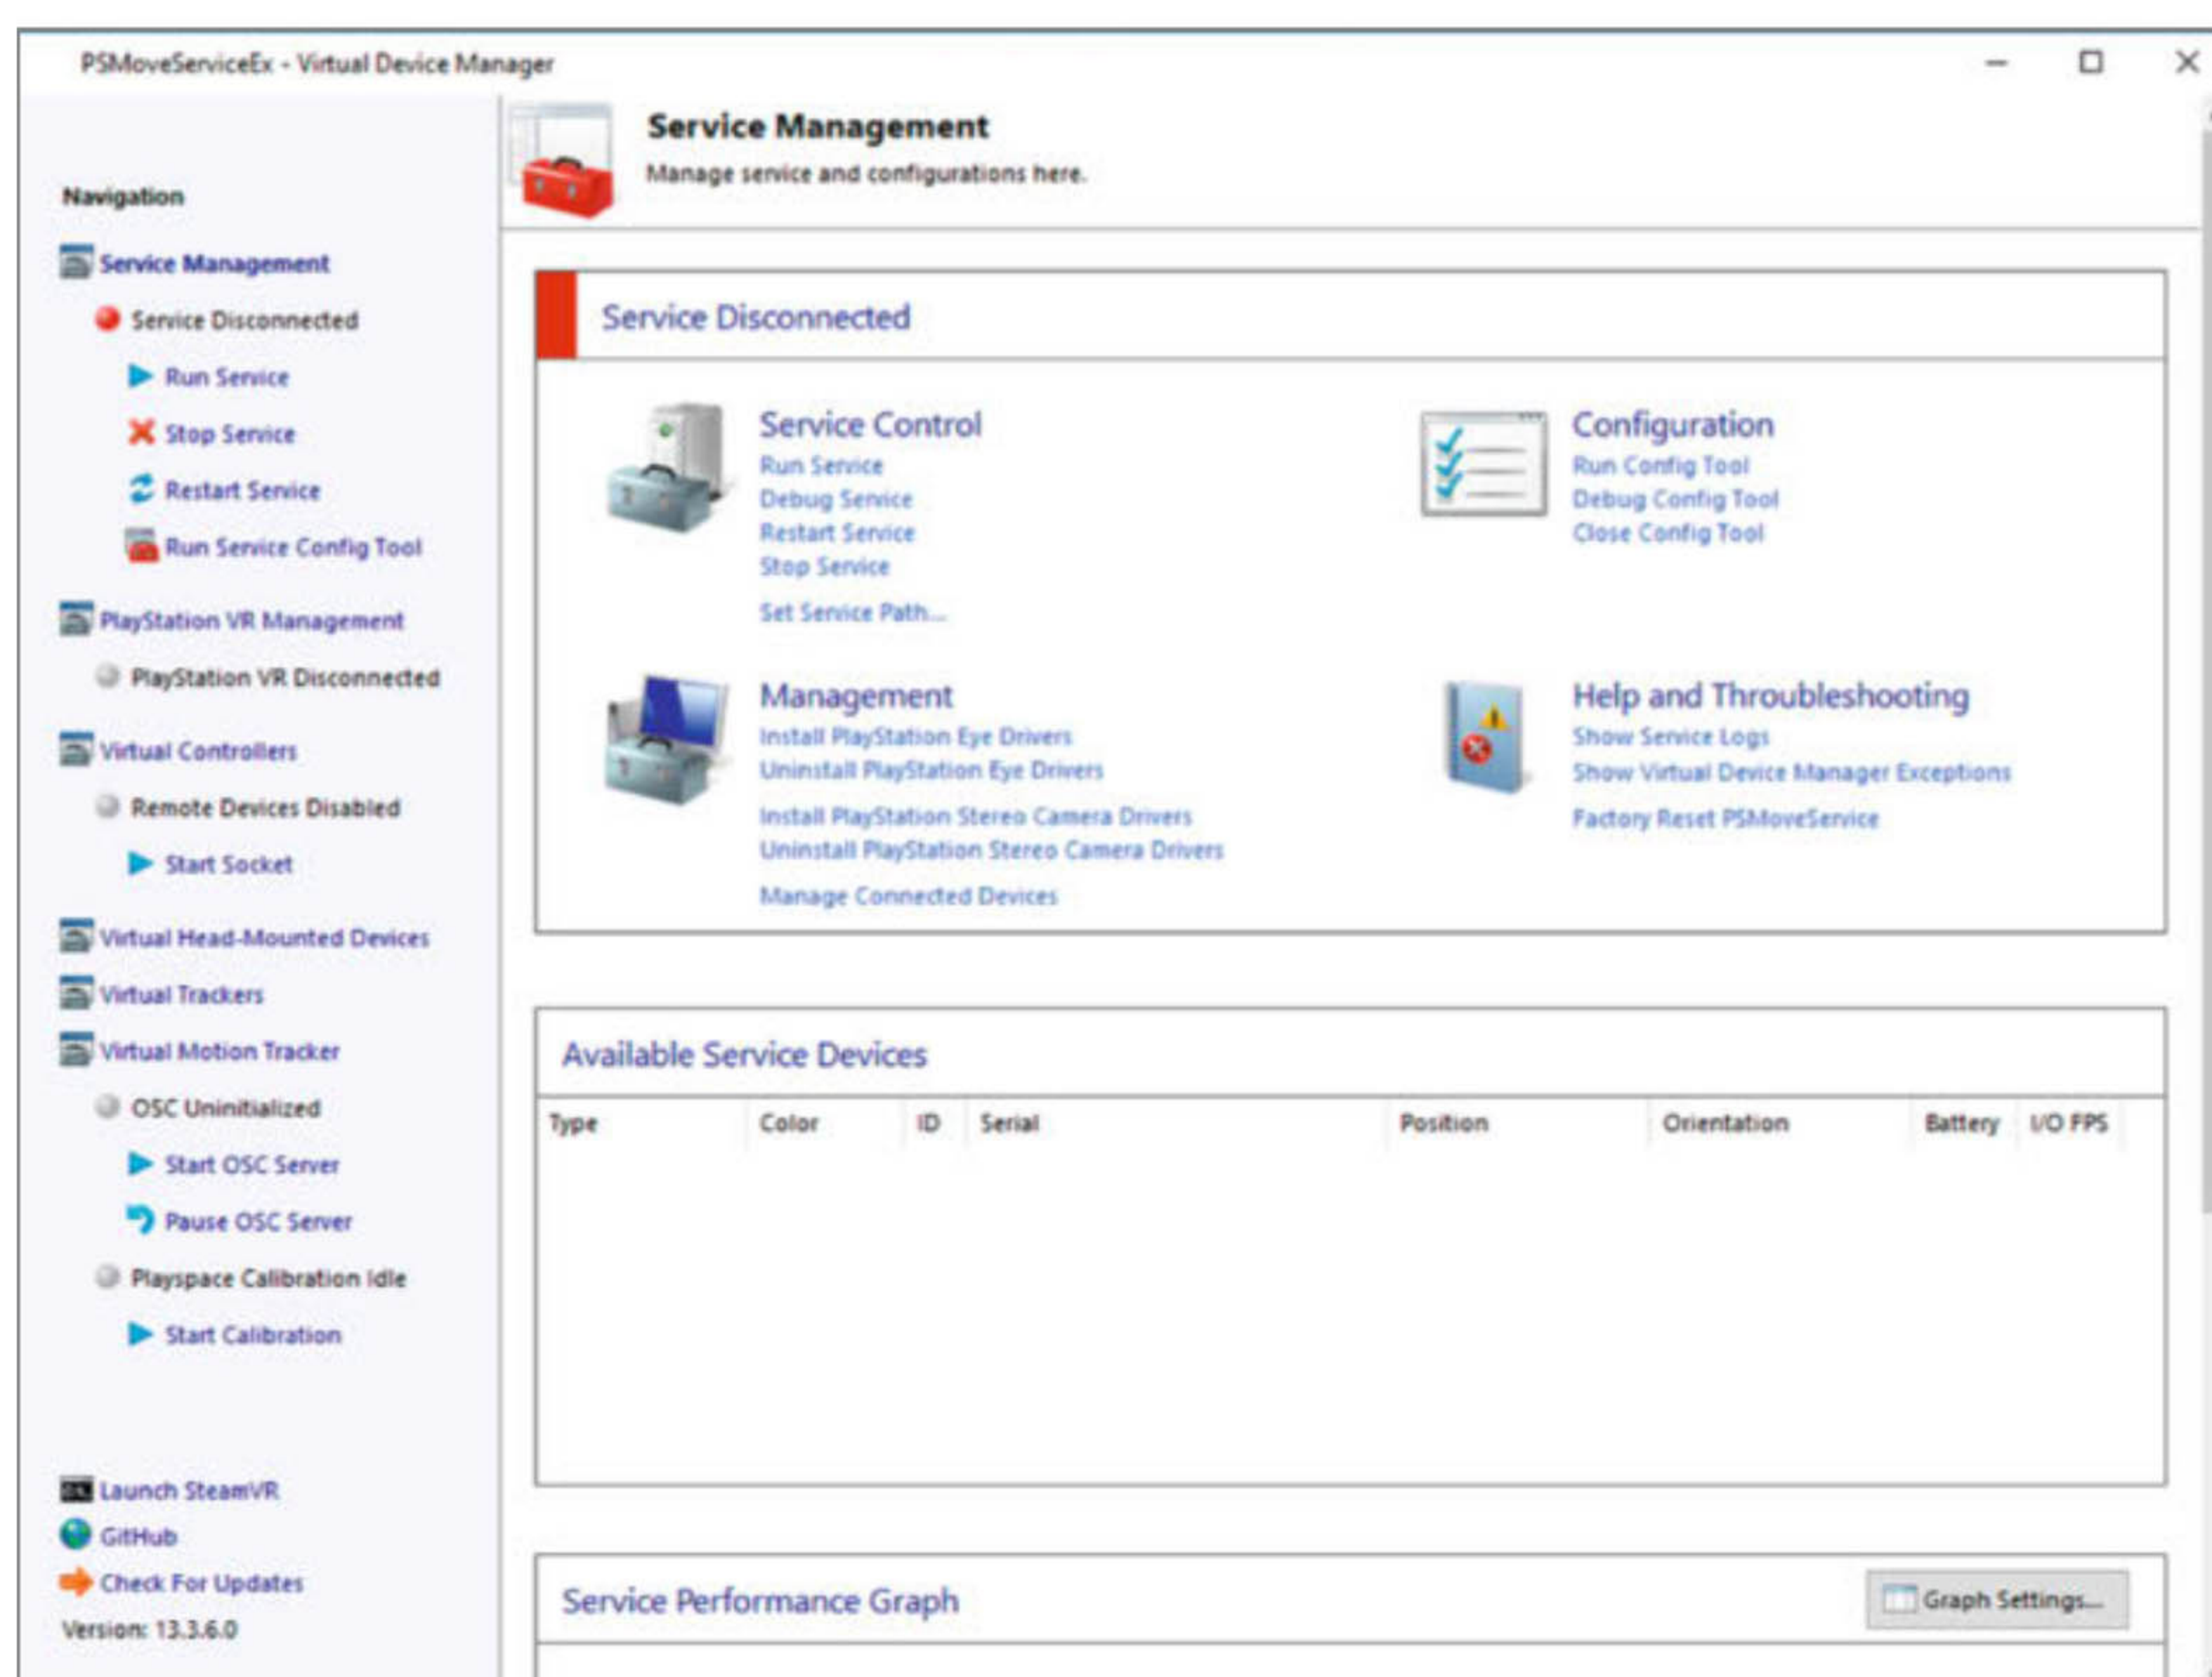 PSMoveServiceEx - Virtual Device Manager
Navigation
Service Management
Service Disconnected
Run Service
Stop Service
Restart Service
Run Service Config Tool
PlayStation VR Management
PlayStation VR Disconnected
Virtual Controllers
Remote Devices Disabled
Start Socket
Virtual Head-Mounted Devices
Virtual Trackers
Virtual Motion Tracker
OSC Uninitialized
Start OSC Server
Pause OSC Server
Playspace Calibration Idle
Start Calibration
Launch SteamVR
GitHub
Check For Updates
Version: 13.3.6.0
Service Management
Manage service and configurations here.
Service Disconnected
Service Control
Run Service
Debug Service
Restart Service
Stop Service
Set Service Path...
Configuration
Run Config Tool
Debug Config Tool
Close Config Tool
Management
Install PlayStation Eye Drivers
Uninstall PlayStation Eye Drivers
Install PlayStation Stereo Camera Drivers
Uninstall PlayStation Stereo Camera Drivers
Manage Connected Devices
Help and Throubleshooting
Show Service Logs
Show Virtual Device Manager Exceptions
Factory Reset PSMoveService
Available Service Devices
Type Color ID Serial Position Orientation Battery I/O FPS
Service Performance Graph
Graph Settings...